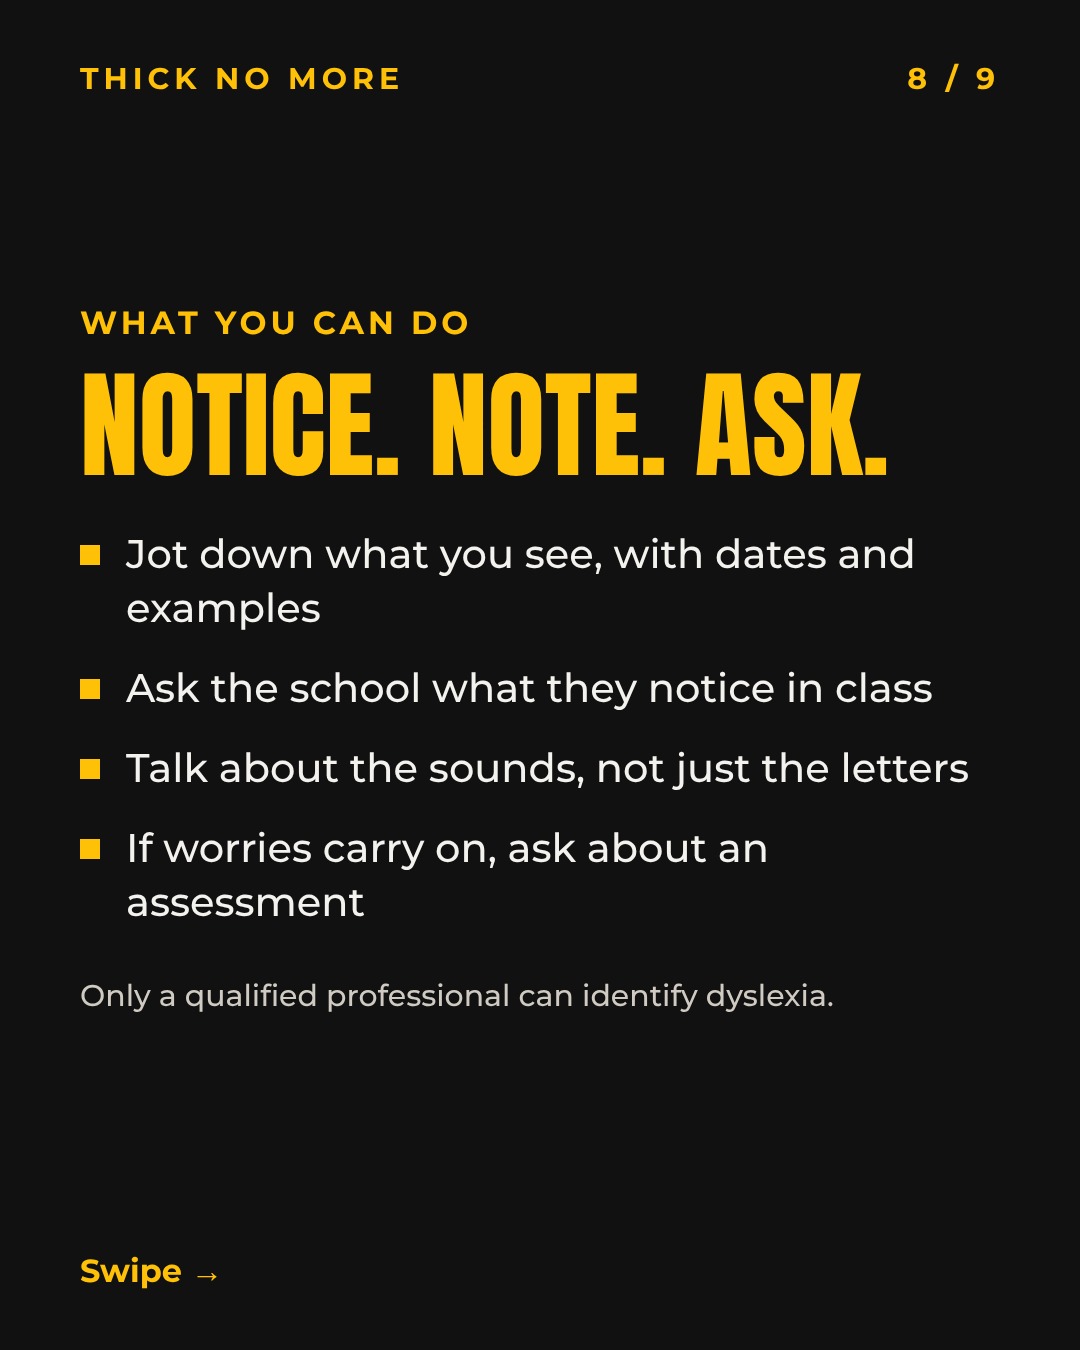 THICK NO MORE
8 / 9
WHAT YOU CAN DO
NOTICE. NOTE. ASK.
Jot down what you see, with dates and
examples
Ask the school what they notice in class
Talk about the sounds, not just the letters
If worries carry on, ask about an
assessment
Only a qualified professional can identify dyslexia.
Swipe →